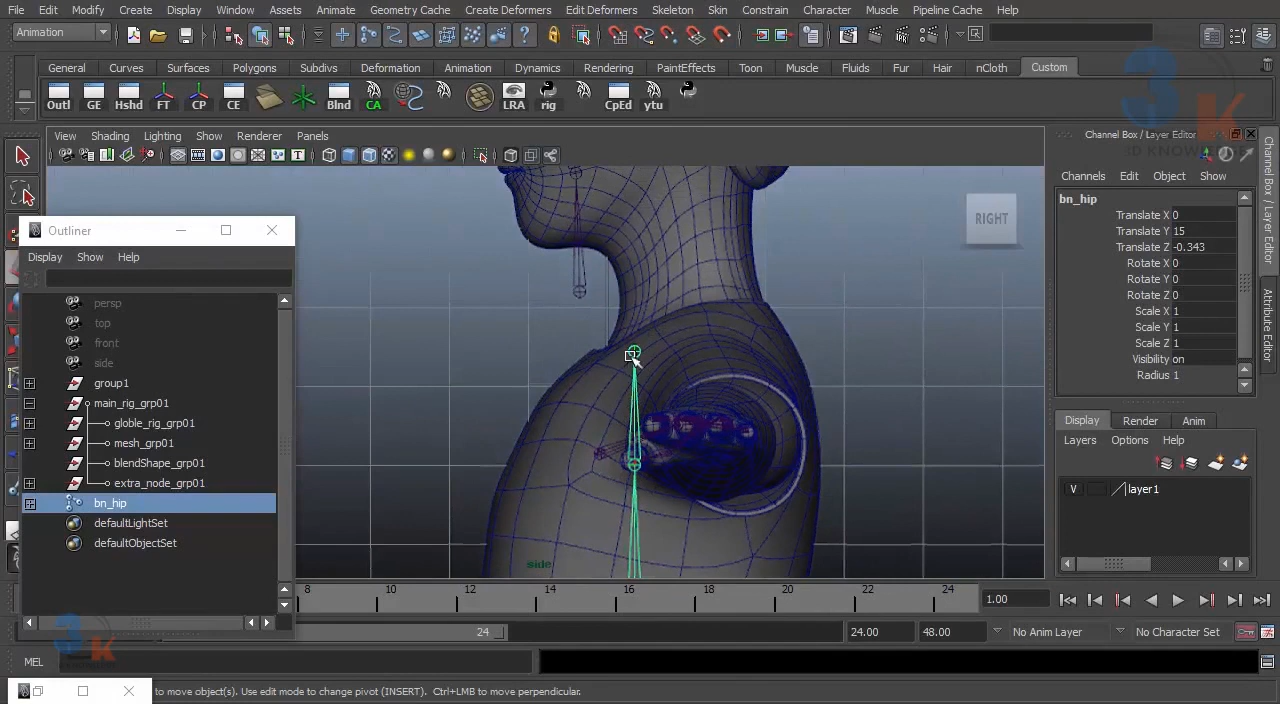 File Edit Modify Create Display Window Assets Animate Geometry Cache Create Deformers Edit Deformers Skeleton Skin Constrain Character Muscle Pipeline Cache Help
Animation
General Curves Surfaces Polygons Subdivs Deformation Animation Dynamics Rendering PaintEffects Toon Muscle Fluids Fur Hair nCloth Custom
Outl GE Hshd FT CP CE Blnd CA LRA rig CpEd ytu
View Shading Lighting Show Renderer Panels
Channel Box / Layer Editor
Channels Edit Object Show
bn_hip
Translate X 0
Translate Y 15
Translate Z -0.343
Rotate X 0
Rotate Y 0
Rotate Z 0
Scale X 1
Scale Y 1
Scale Z 1
Visibility on
Radius 1
Channel Box / Layer Editor
Attribute Editor
RIGHT
Outliner
Display Show Help
persp
top
front
side
group1
main_rig_grp01
globle_rig_grp01
mesh_grp01
blendShape_grp01
extra_node_grp01
bn_hip
defaultLightSet
defaultObjectSet
side
Display Render Anim
Layers Options Help
V layer1
8 10 12 14 16 18 20 22 24
1.00
24
24.00 48.00 No Anim Layer No Character Set
MEL
to move object(s). Use edit mode to change pivot (INSERT). Ctrl+LMB to move perpendicular.